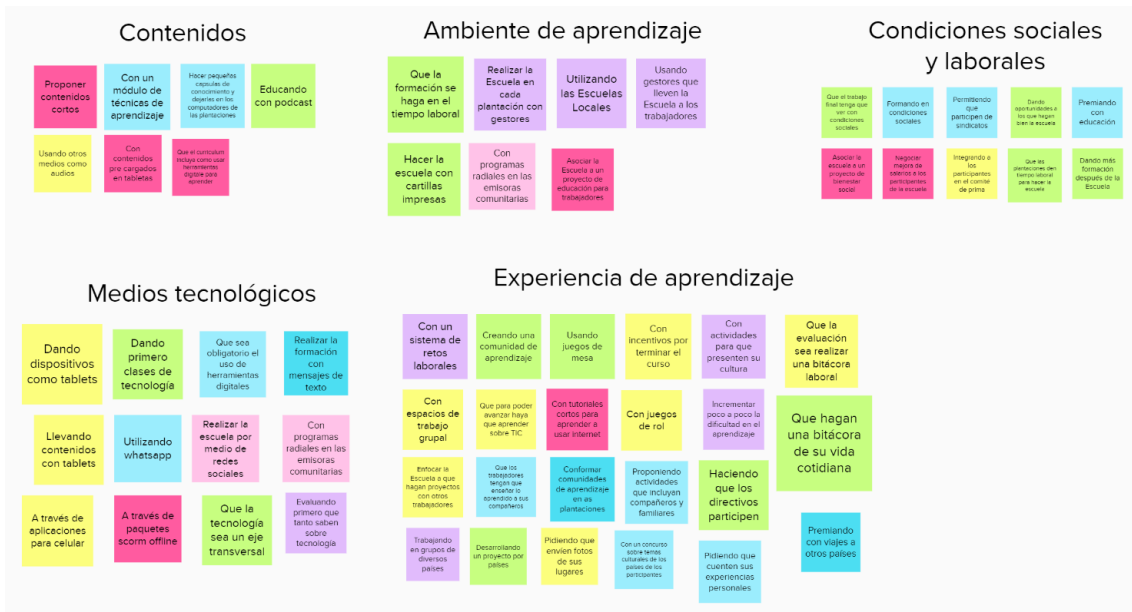 Contenidos
Proponer
contenidos
cortos
Con un
módulo de
técnicas de
aprendizaje
Hacer pequeñas
capsulas de
conocimiento y
dejarlas en los
computadores de
las plantaciones
Educando
con podcast
Usando otros
medios como
audios
Con
contenidos
pre cargados
en tabletas
Que el curriculum
incluya como usar
herramientas
digitale para
aprender
Ambiente de aprendizaje
Que la
formación se
haga en el
tiempo laboral
Realizar la
Escuela en
cada
plantación con
gestores
Utilizando
las Escuelas
Locales
Usando
gestores que
lleven la
Escuela a los
trabajadores
Hacer la
escuela con
cartillas
impresas
Con
programas
radiales en las
emisoras
comunitarias
Asociar la
Escuela a un
proyecto de
educación para
trabajadores
Condiciones sociales
y laborales
Que el trabajo
final tenga que
ver con
condiciones
sociales
Formando en
condiciones
sociales
Permitiendo
que
participen de
sindicatos
Dando
oportunidades a
los que hagan
bien la escuela
Premiando
con
educación
Asociar la
escuela a un
proyecto de
bienestar
social
Negociar
mejora de
salarios a los
participantes
de la escuela
Integrando a
los
participantes
en el comité
de prima
Que las
plantaciones den
tiempo laboral
para hacer la
escuela
Dando más
formación
después de la
Escuela
Medios tecnológicos
Dando
dispositivos
como tablets
Dando
primero
clases de
tecnología
Que sea
obligatorio el
uso de
herramientas
digitales
Realizar la
formación
con
mensajes de
texto
Llevando
contenidos
con tablets
Utilizando
whatsapp
Realizar la
escuela por
medio de
redes
sociales
Con
programas
radiales en las
emisoras
comunitarias
A través de
aplicaciones
para celular
A través de
paquetes
scorm offline
Que la
tecnología
sea un eje
transversal
Evaluando
primero que
tanto saben
sobre
tecnología
Experiencia de aprendizaje
Con un
sistema de
retos
laborales
Creando una
comunidad de
aprendizaje
Usando
juegos de
mesa
Con
incentivos por
terminar el
curso
Con
actividades
para que
presenten su
cultura
Que la
evaluación
sea realizar
una bitácora
laboral
Con
espacios de
trabajo
grupal
Que para poder
avanzar haya
que aprender
sobre TIC
Con tutoriales
cortos para
aprender a
usar internet
Con juegos
de rol
Incrementar
poco a poco la
dificultad en el
aprendizaje
Que hagan
una bitácora
de su vida
cotidiana
Enfocar la
Escuela a que
hagan proyectos
con otros
trabajadores
Que los
trabajadores
tengan que
enseñar lo
aprendido a sus
compañeros
Conformar
comunidades
de aprendizaje
en as
plantaciones
Proponiendo
actividades
que incluyan
compañeros y
familiares
Haciendo
que los
directivos
participen
Trabajando
en grupos de
diversos
países
Desarrollando
un proyecto por
países
Pidiendo que
envíen fotos
de sus
lugares
Con un concurso
sobre temas
culturales de los
países de los
participantes
Pidiendo que
cuenten sus
experiencias
personales
Premiando
con viajes a
otros países